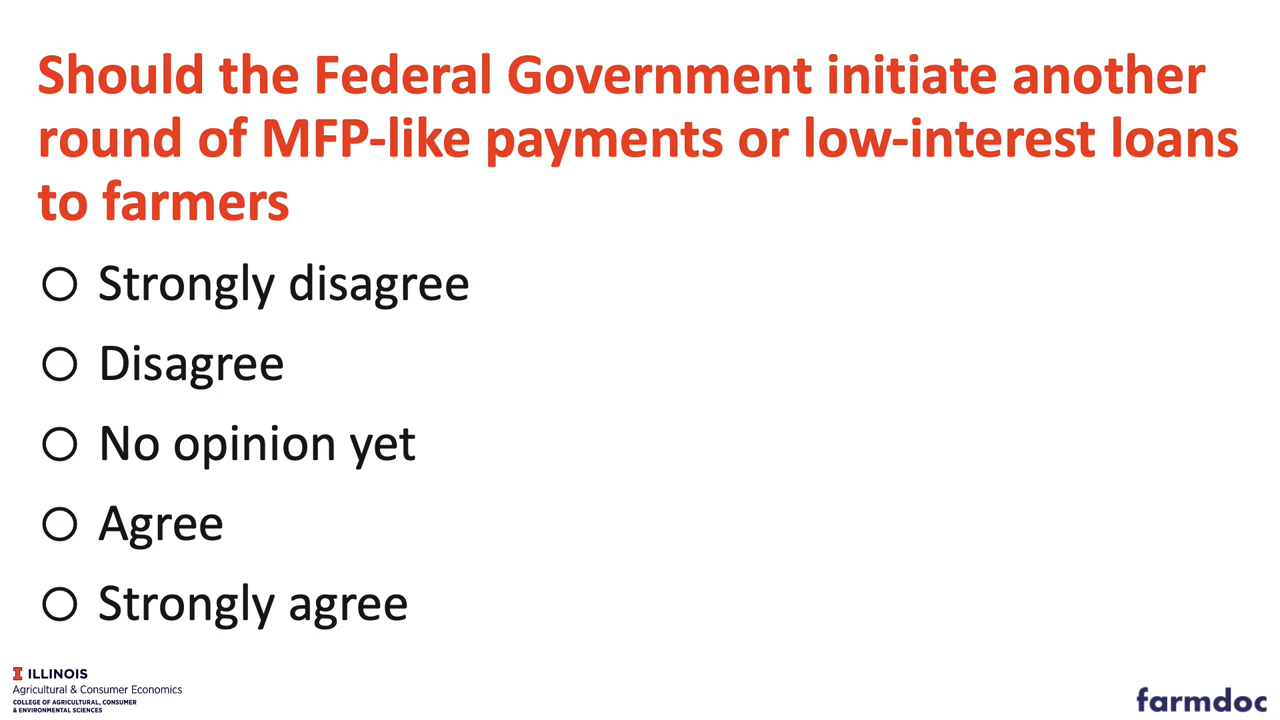 Should the Federal Government initiate another
round of MFP-like payments or low-interest loans
to farmers
Strongly disagree
Disagree
No opinion yet
Agree
Strongly agree
I ILLINOIS
Agricultural & Consumer Economics
COLLEGE OF AGRICULTURAL, CONSUMER
& ENVIRONMENTAL SCIENCES
farmdoc